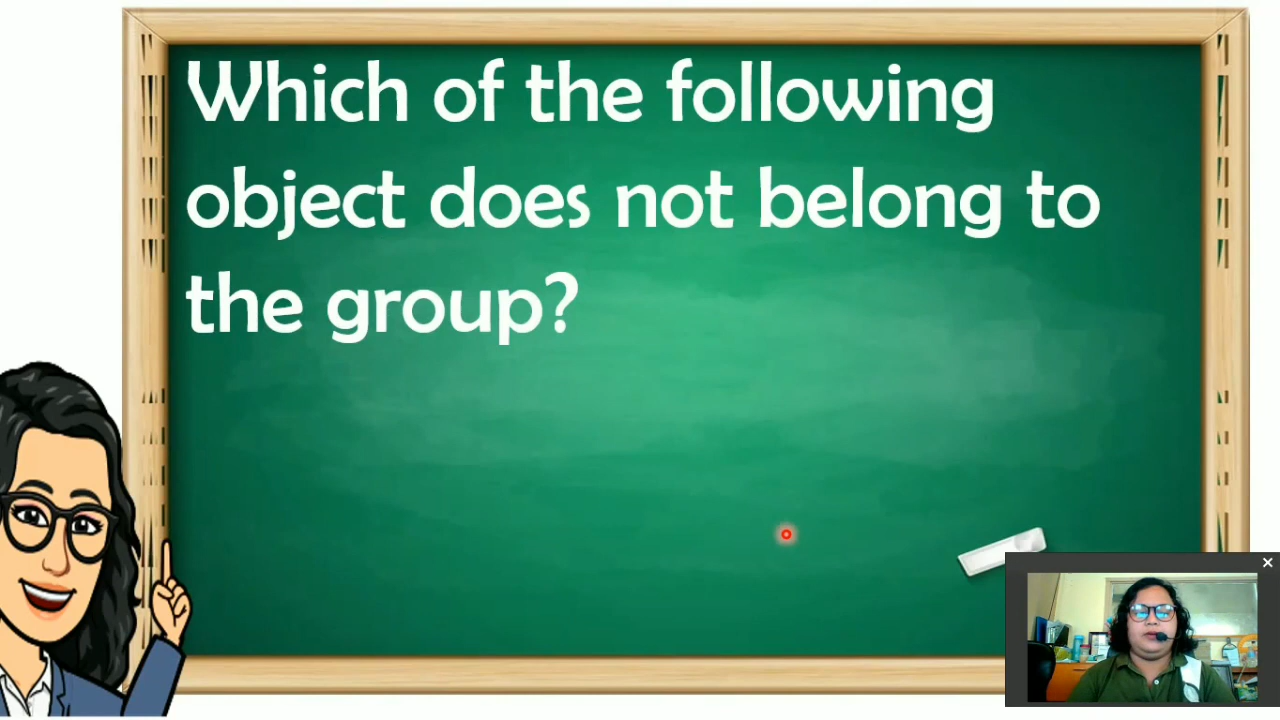 Which of the following
object does not belong to
the group?